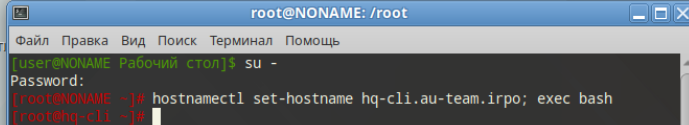 root@NONAME: /root
Файл Правка Вид Поиск Терминал Помощь
[user@NONAME Рабочий стол]$ su -
Password:
[root@NONAME ~]# hostnamectl set-hostname hq-cli.au-team.irpo; exec bash
[root@hq-cli ~]#